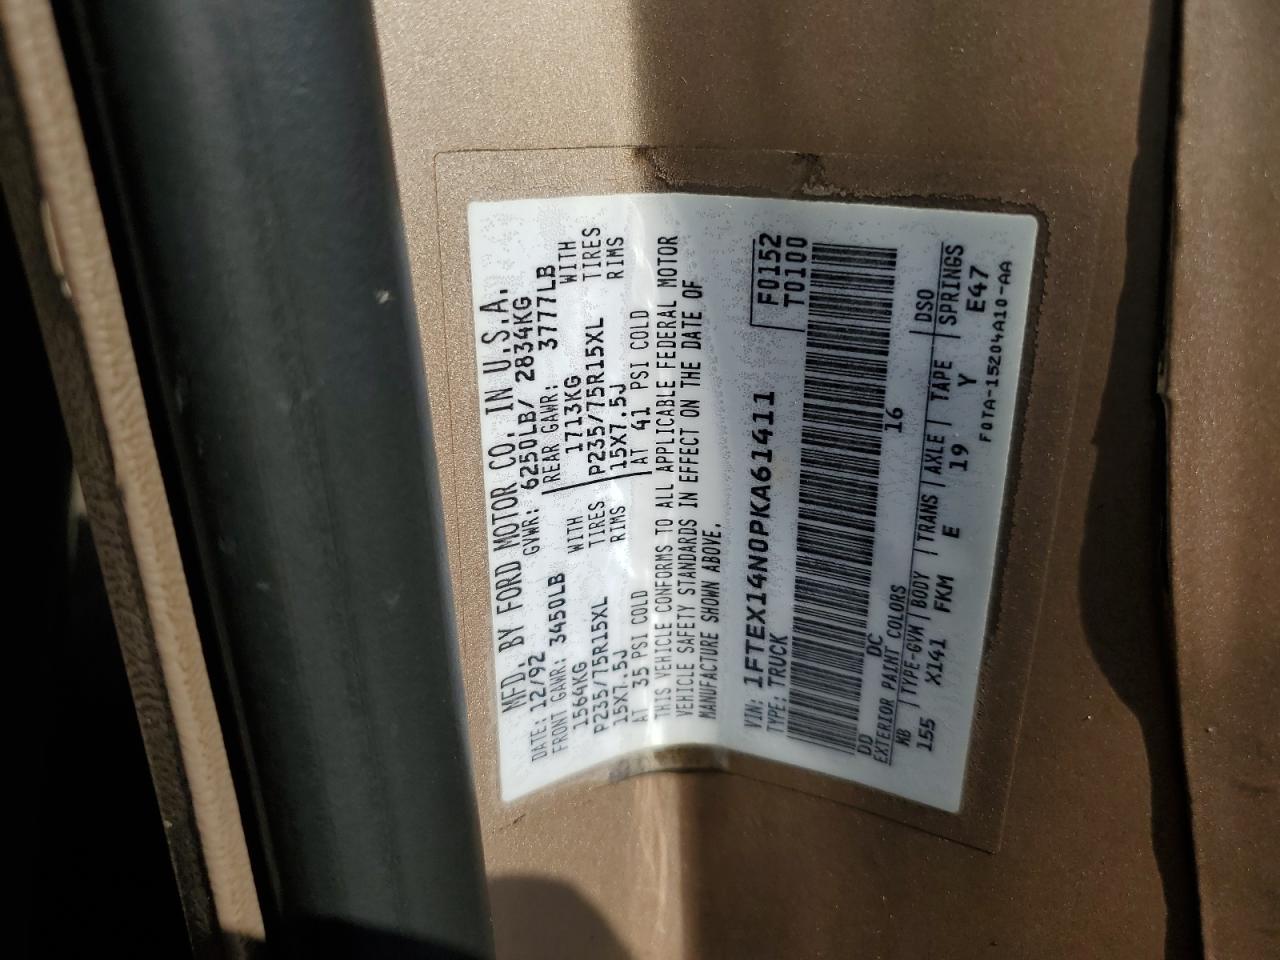 MFD. BY FORD MOTOR CO. IN U.S.A.
DATE: 12/92 GVWR: 6250LB/ 2834KG
FRONT GAWR: 3450LB REAR GAWR: 3777LB
1564KG WITH 1713KG WITH
P235/75R15XL TIRES P235/75R15XL TIRES
15X7.5J RIMS 15X7.5J RIMS
AT 35 PSI COLD AT 41 PSI COLD
THIS VEHICLE CONFORMS TO ALL APPLICABLE FEDERAL MOTOR
VEHICLE SAFETY STANDARDS IN EFFECT ON THE DATE OF
MANUFACTURE SHOWN ABOVE.
VIN: 1FTEX14N0PKA61411 F0152
TYPE: TRUCK T0100
DD DC 16
EXTERIOR PAINT COLORS DSO
WB TYPE-GVW BODY TRANS AXLE TAPE SPRINGS
155 X141 FKM E 19 Y E47
F0TA-15204A10-AA